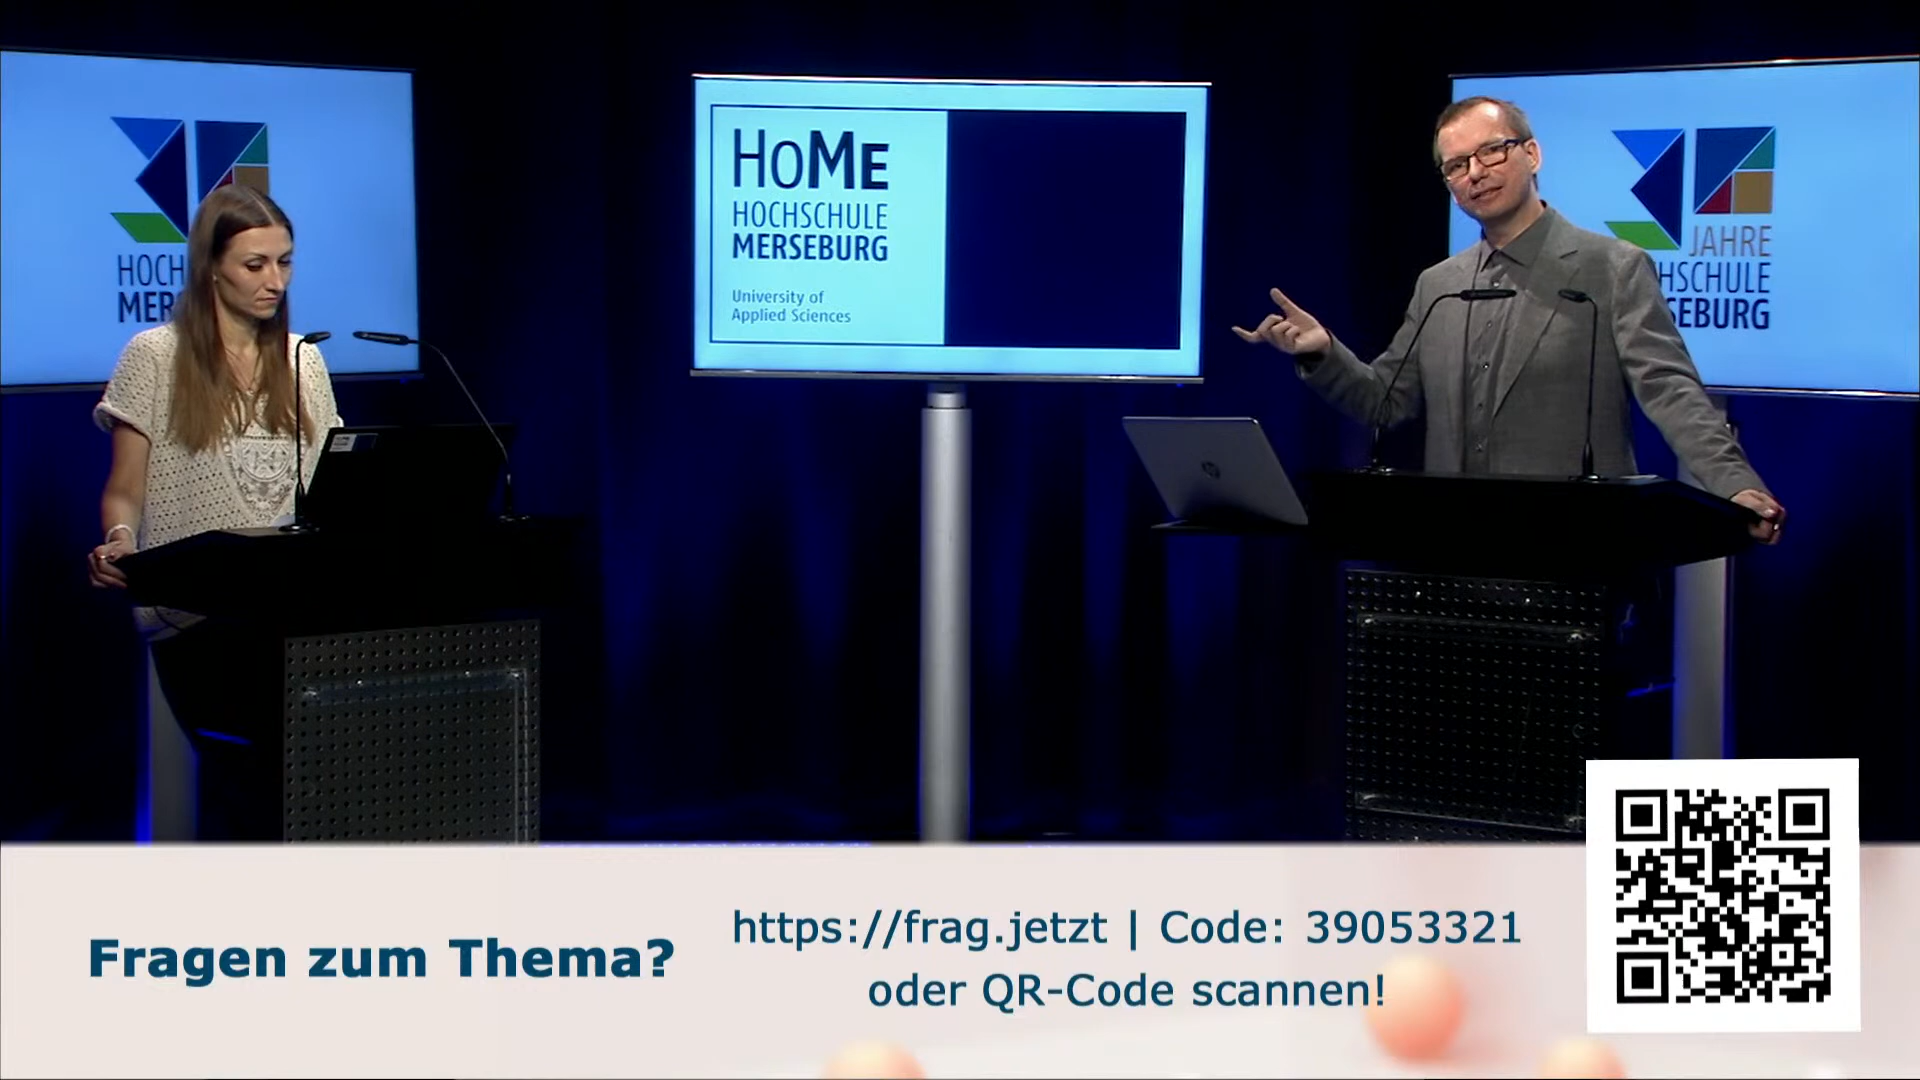 HOCH
MER
HOME
HOCHSCHULE
MERSEBURG
University of
Applied Sciences
JAHRE
HSCHULE
SEBURG
Fragen zum Thema?
https://frag.jetzt | Code: 39053321
oder QR-Code scannen!